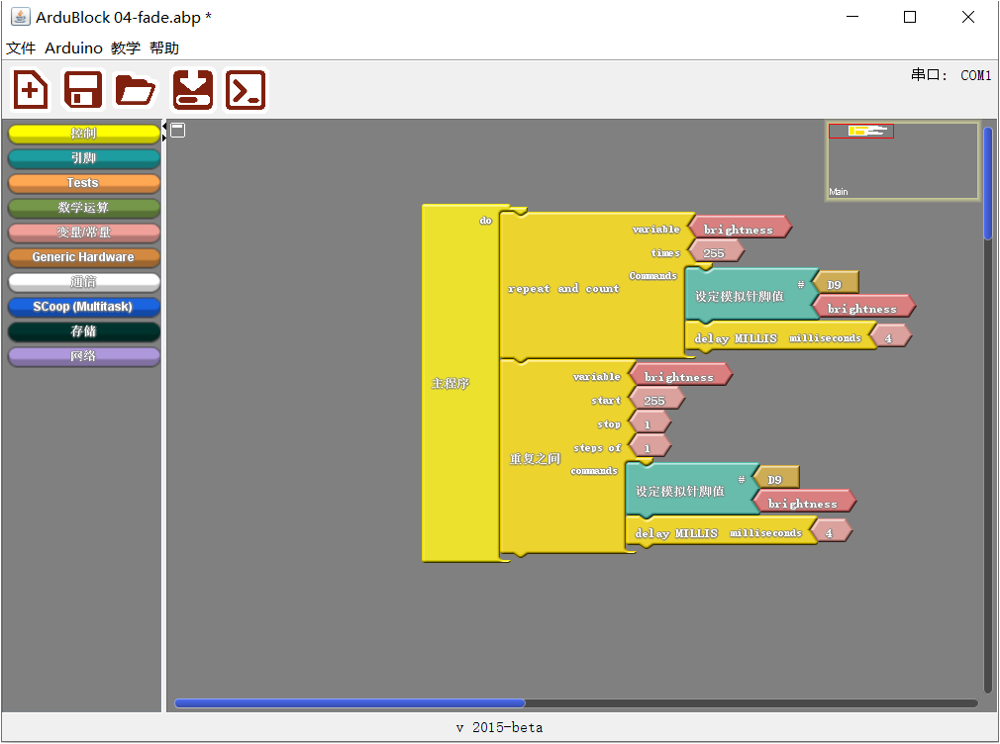 ArduBlock 04-fade.abp *
文件 Arduino 教学 帮助
串口: COM1
控制
引脚
Tests
数学运算
变量/常量
Generic Hardware
通信
SCoop (Multitask)
存储
网络
Main
主程序
do
repeat and count
variable brightness
times 255
Commands
设定模拟针脚值 # D9
brightness
delay MILLIS milliseconds 4
重复之间
variable brightness
start 255
stop 1
steps of 1
commands
设定模拟针脚值 # D9
brightness
delay MILLIS milliseconds 4
v 2015-beta